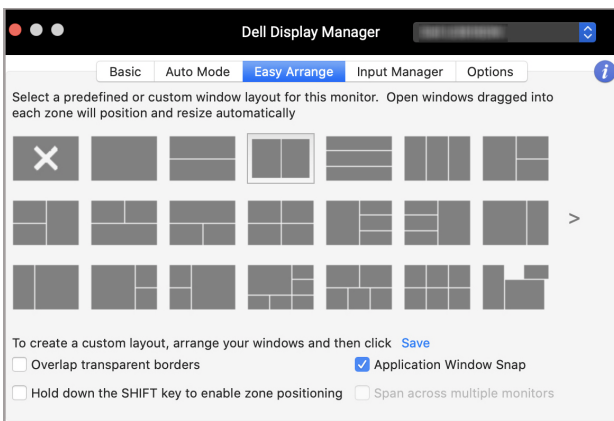 Dell Display Manager
Basic Auto Mode Easy Arrange Input Manager Options i
Select a predefined or custom window layout for this monitor. Open windows dragged into
each zone will position and resize automatically
>
To create a custom layout, arrange your windows and then click Save
Overlap transparent borders Application Window Snap
Hold down the SHIFT key to enable zone positioning Span across multiple monitors